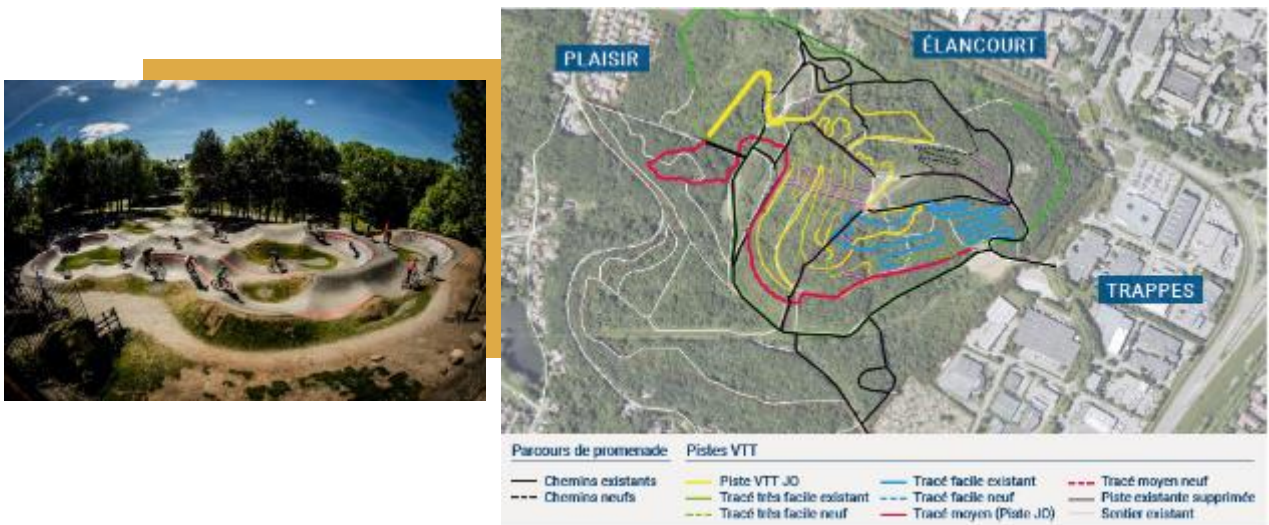 PLAISIR
ÉLANCOURT
TRAPPES
Parcours de promenade
Pistes VTT
Chemins existants
Chemins neufs
Piste VTT JO
Tracé très facile existant
Tracé très facile neuf
Tracé facile existant
Tracé facile neuf
Tracé moyen (Piste JO)
Tracé moyen neuf
Piste existante supprimée
Sentier existant